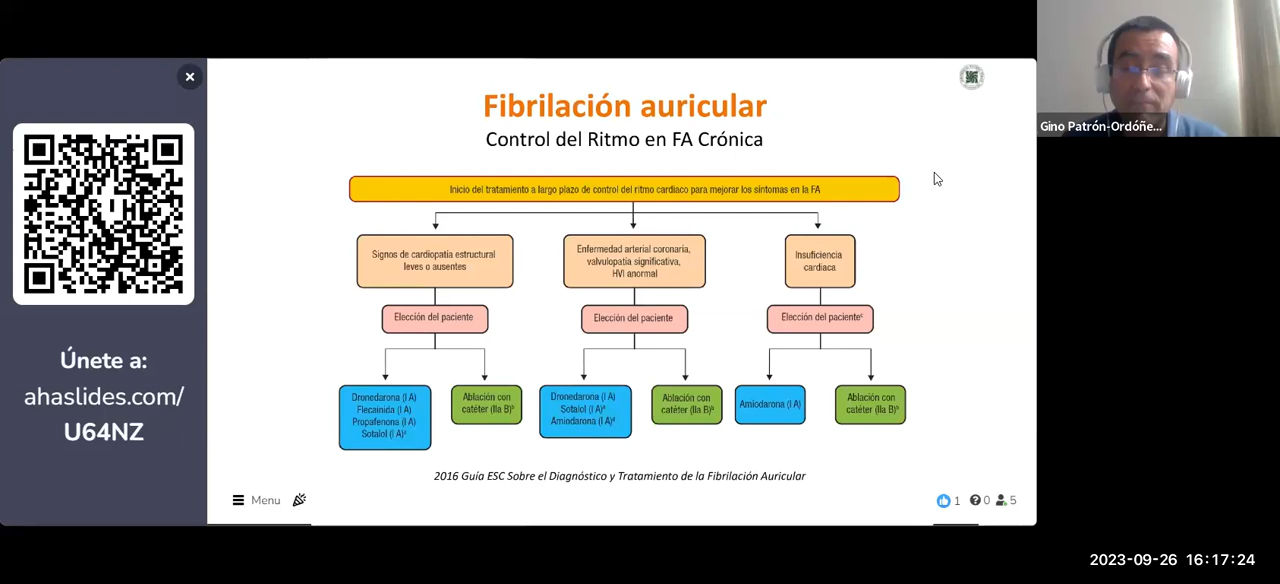 Fibrilación auricular
Control del Ritmo en FA Crónica
Inicio del tratamiento a largo plazo de control del ritmo cardiaco para mejorar los síntomas en la FA
Signos de cardiopatía estructural
leves o ausentes
Enfermedad arterial coronaria,
valvulopatía significativa,
HVI anormal
Insuficiencia
cardiaca
Elección del paciente
Elección del paciente
Elección del pacienteᶜ
Dronedarona (I A)
Flecainida (I A)
Propafenona (I A)
Sotalol (I A)ᵃ
Ablación con
catéter (IIa B)ᵇ
Dronedarona (I A)
Sotalol (I A)ᵃ
Amiodarona (I A)ᵈ
Ablación con
catéter (IIa B)ᵇ
Amiodarona (I A)
Ablación con
catéter (IIa B)ᵇ
2016 Guía ESC Sobre el Diagnóstico y Tratamiento de la Fibrilación Auricular
Únete a:
ahaslides.com/
U64NZ
Menu
1
0
5
Gino Patrón-Ordóñe...
2023-09-26 16:17:24